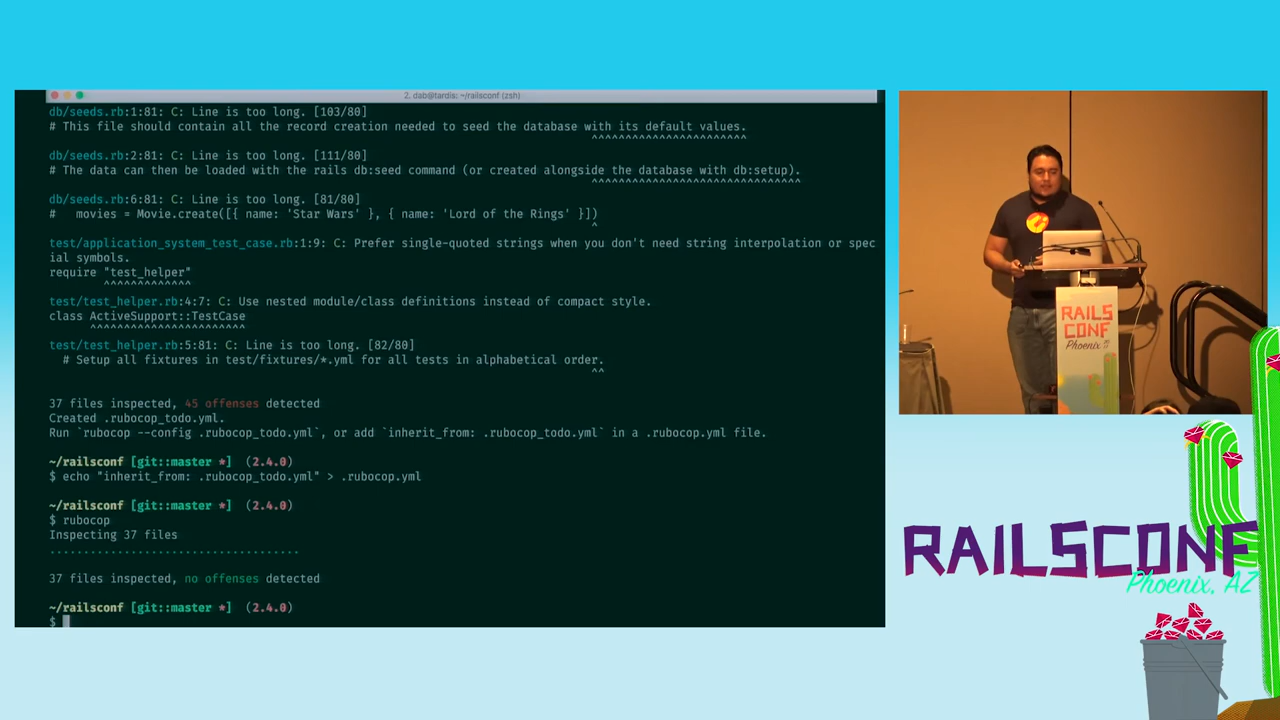 2. dab@tardis: ~/railsconf (zsh)
db/seeds.rb:1:81: C: Line is too long. [103/80]
# This file should contain all the record creation needed to seed the database with its default values.
^^^^^^^^^^^^^^^^^^^^^^^
db/seeds.rb:2:81: C: Line is too long. [111/80]
# The data can then be loaded with the rails db:seed command (or created alongside the database with db:setup).
^^^^^^^^^^^^^^^^^^^^^^^^^^^^^^^
db/seeds.rb:6:81: C: Line is too long. [81/80]
#   movies = Movie.create([{ name: 'Star Wars' }, { name: 'Lord of the Rings' }])
^
test/application_system_test_case.rb:1:9: C: Prefer single-quoted strings when you don't need string interpolation or spec
ial symbols.
require "test_helper"
^^^^^^^^^^^^^
test/test_helper.rb:4:7: C: Use nested module/class definitions instead of compact style.
class ActiveSupport::TestCase
^^^^^^^^^^^^^^^^^^^^^^^
test/test_helper.rb:5:81: C: Line is too long. [82/80]
# Setup all fixtures in test/fixtures/*.yml for all tests in alphabetical order.
^^
37 files inspected, 45 offenses detected
Created .rubocop_todo.yml.
Run `rubocop --config .rubocop_todo.yml`, or add `inherit_from: .rubocop_todo.yml` in a .rubocop.yml file.
~/railsconf [git::master *] (2.4.0)
$ echo "inherit_from: .rubocop_todo.yml" > .rubocop.yml
~/railsconf [git::master *] (2.4.0)
$ rubocop
Inspecting 37 files
.....................................
37 files inspected, no offenses detected
~/railsconf [git::master *] (2.4.0)
$
RAILS
CONF
Phoenix, AZ
RAILSCONF
Phoenix, AZ